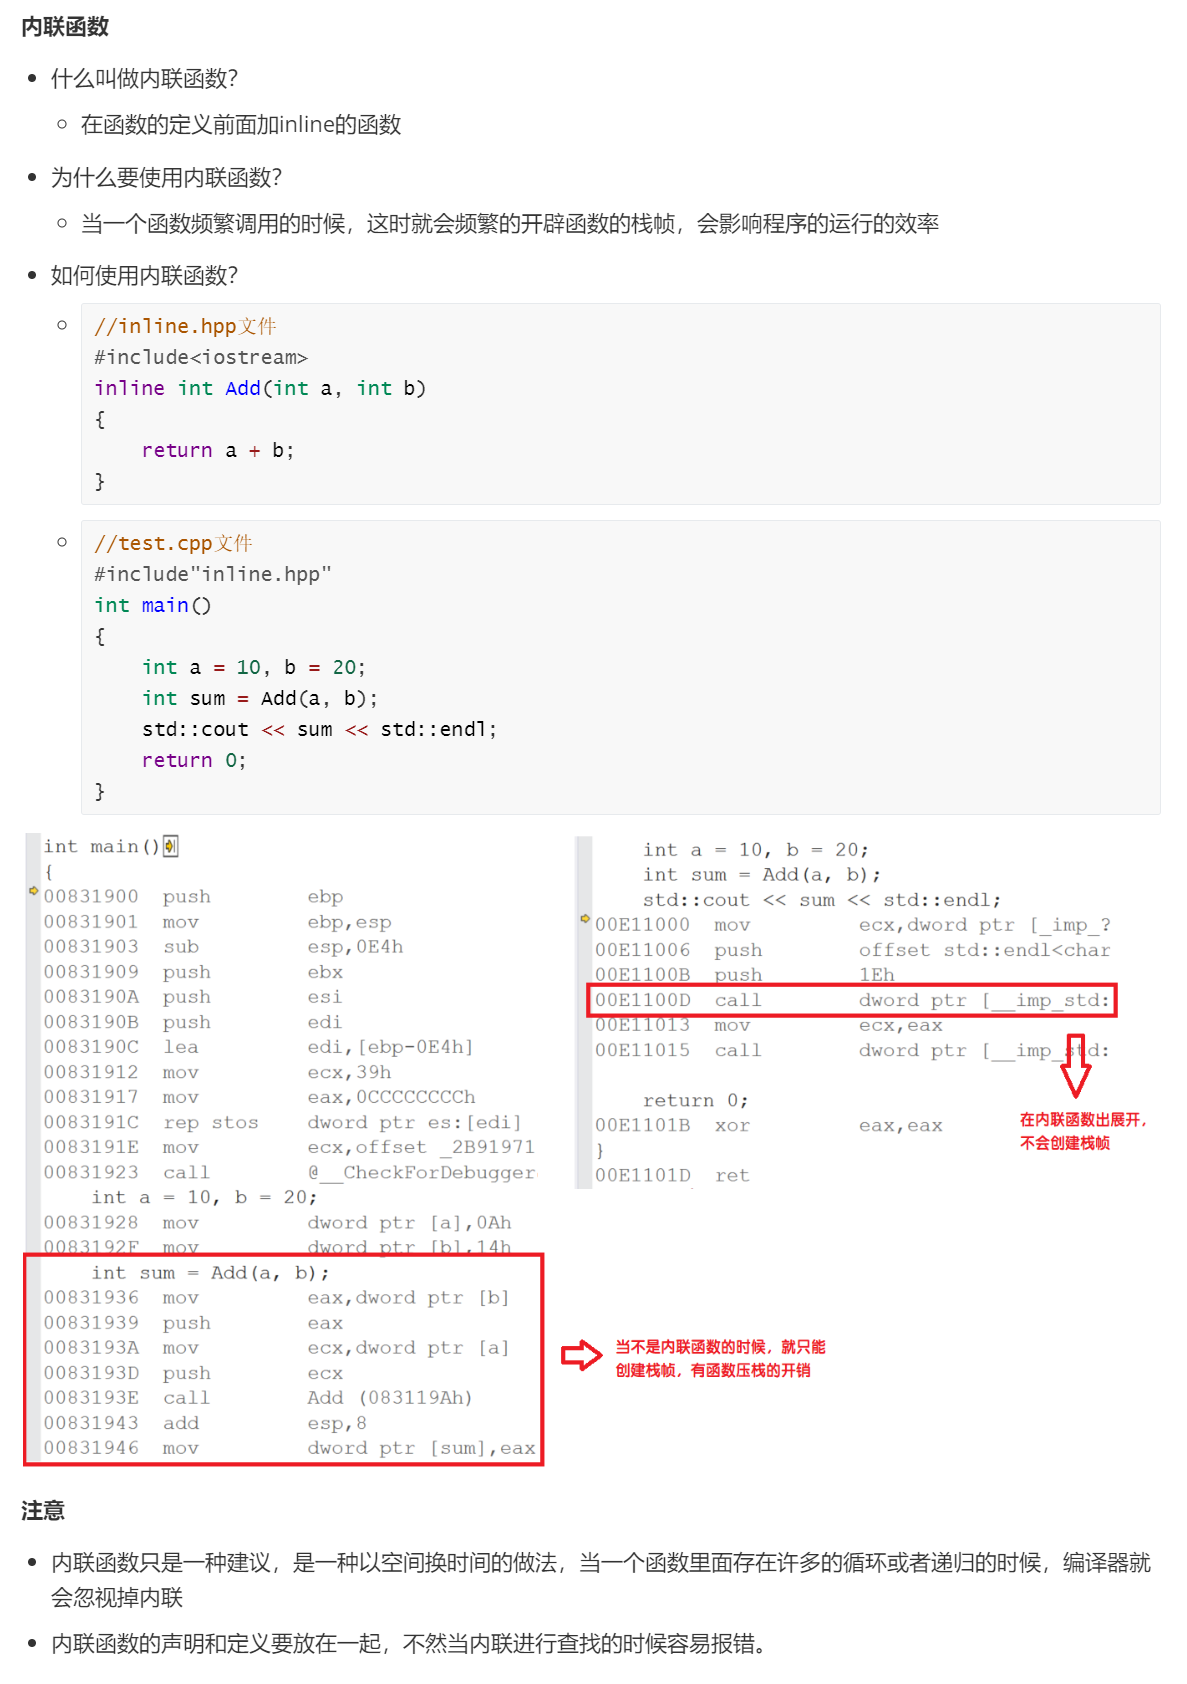 内联函数
什么叫做内联函数？
在函数的定义前面加inline的函数
为什么要使用内联函数？
当一个函数频繁调用的时候，这时就会频繁的开辟函数的栈帧，会影响程序的运行的效率
如何使用内联函数？
//inline.hpp文件
#include<iostream>
inline int Add(int a, int b)
{
    return a + b;
}
//test.cpp文件
#include"inline.hpp"
int main()
{
    int a = 10, b = 20;
    int sum = Add(a, b);
    std::cout << sum << std::endl;
    return 0;
}
int main()
{
00831900  push        ebp
00831901  mov         ebp,esp
00831903  sub         esp,0E4h
00831909  push        ebx
0083190A  push        esi
0083190B  push        edi
0083190C  lea         edi,[ebp-0E4h]
00831912  mov         ecx,39h
00831917  mov         eax,0CCCCCCCCh
0083191C  rep stos    dword ptr es:[edi]
0083191E  mov         ecx,offset _2B91971
00831923  call        @__CheckForDebugger
    int a = 10, b = 20;
00831928  mov         dword ptr [a],0Ah
0083192F  mov         dword ptr [b],14h
    int sum = Add(a, b);
00831936  mov         eax,dword ptr [b]
00831939  push        eax
0083193A  mov         ecx,dword ptr [a]
0083193D  push        ecx
0083193E  call        Add (083119Ah)
00831943  add         esp,8
00831946  mov         dword ptr [sum],eax
当不是内联函数的时候，就只能
创建栈帧，有函数压栈的开销
    int a = 10, b = 20;
    int sum = Add(a, b);
    std::cout << sum << std::endl;
00E11000  mov         ecx,dword ptr [_imp_?
00E11006  push        offset std::endl<char
00E1100B  push        1Eh
00E1100D  call        dword ptr [__imp_std:
00E11013  mov         ecx,eax
00E11015  call        dword ptr [__imp_std:
    return 0;
00E1101B  xor         eax,eax
}
00E1101D  ret
在内联函数出展开，
不会创建栈帧
注意
内联函数只是一种建议，是一种以空间换时间的做法，当一个函数里面存在许多的循环或者递归的时候，编译器就
会忽视掉内联
内联函数的声明和定义要放在一起，不然当内联进行查找的时候容易报错。